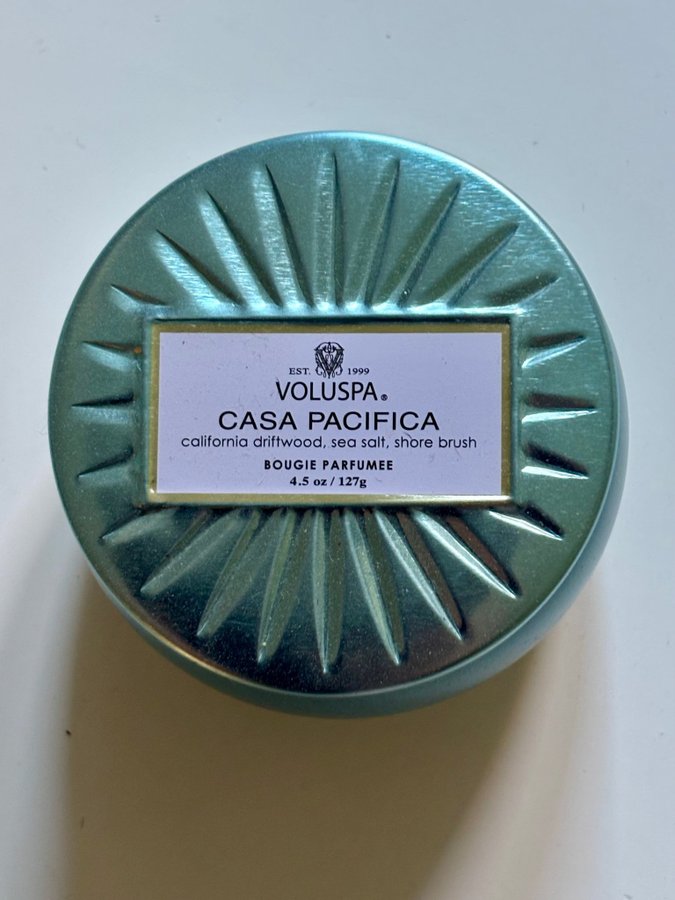 EST. 1999
VOLUSPA®
CASA PACIFICA
california driftwood, sea salt, shore brush
BOUGIE PARFUMEE
4.5 oz / 127g